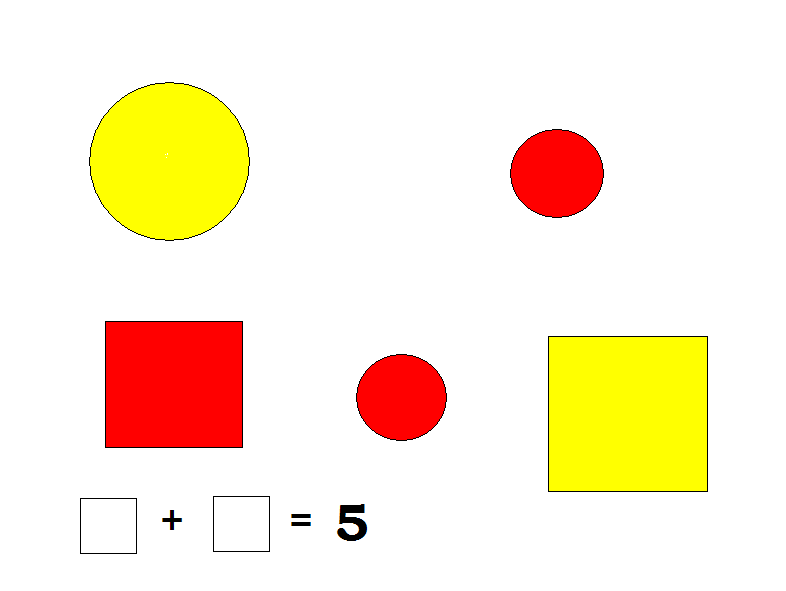 □ + □ = 5